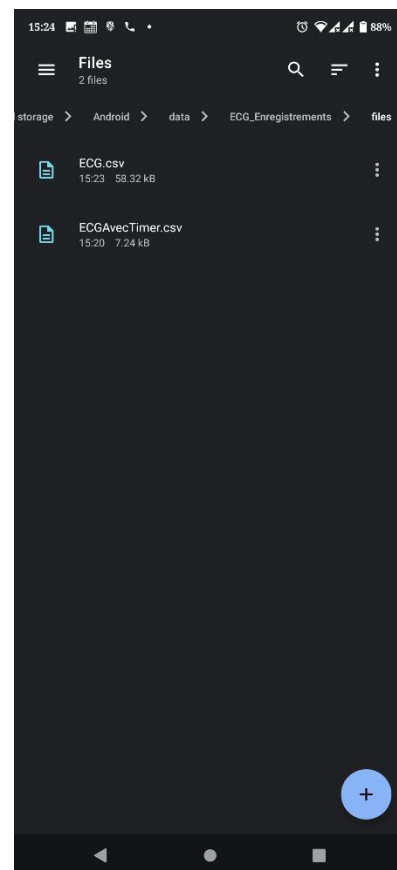 15:24 88%
Files
2 files
storage > Android > data > ECG_Enregistrements > files
ECG.csv
15:23 58.32 kB
ECGAvecTimer.csv
15:20 7.24 kB